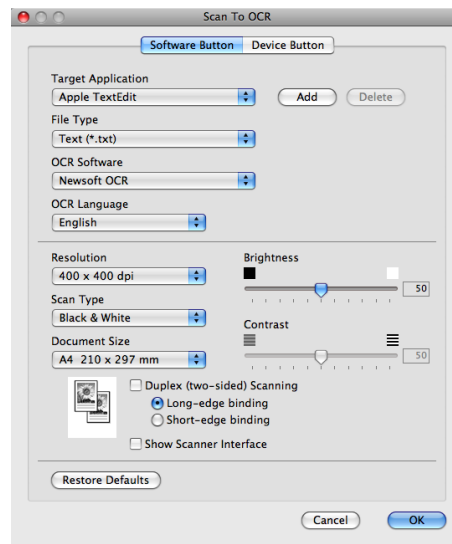 Scan To OCR
Software Button Device Button
Target Application
Apple TextEdit Add Delete
File Type
Text (*.txt)
OCR Software
Newsoft OCR
OCR Language
English
Resolution Brightness
400 x 400 dpi 50
Scan Type
Black & White
Contrast
Document Size
A4 210 x 297 mm 50
Duplex (two-sided) Scanning
Long-edge binding
Short-edge binding
Show Scanner Interface
Restore Defaults
Cancel OK